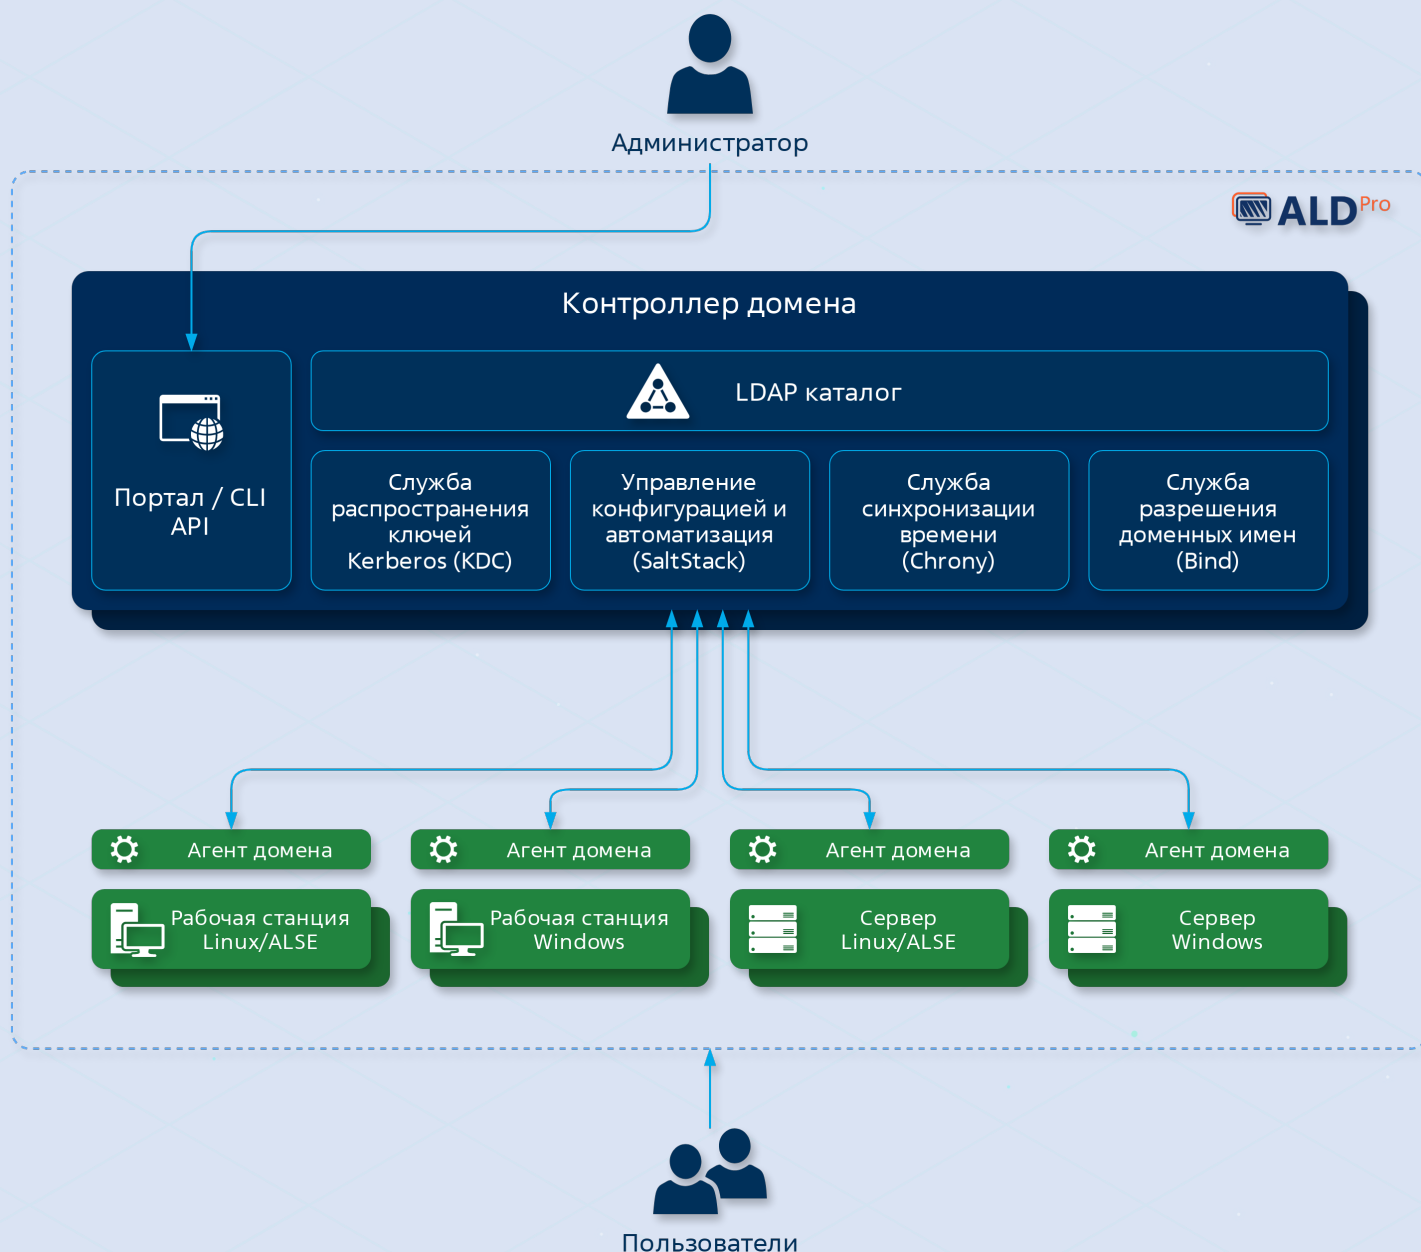 Администратор
ALD Pro
Контроллер домена
Портал / CLI
API
LDAP каталог
Служба
распространения
ключей
Kerberos (KDC)
Управление
конфигурацией и
автоматизация
(SaltStack)
Служба
синхронизации
времени
(Chrony)
Служба
разрешения
доменных имен
(Bind)
Агент домена
Агент домена
Агент домена
Агент домена
Рабочая станция
Linux/ALSE
Рабочая станция
Windows
Сервер
Linux/ALSE
Сервер
Windows
Пользователи